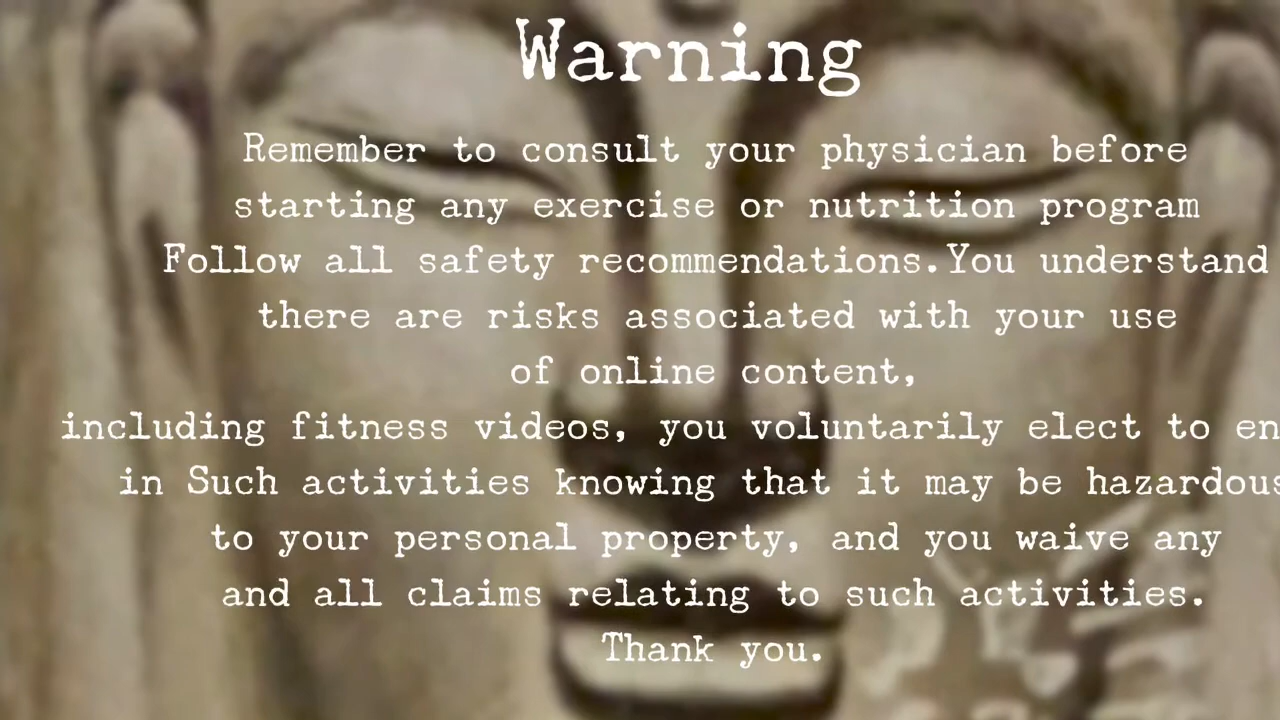 Warning
Remember to consult your physician before
starting any exercise or nutrition program
Follow all safety recommendations.You understand
there are risks associated with your use
of online content,
including fitness videos, you voluntarily elect to
in Such activities knowing that it may be hazardous
to your personal property, and you waive any
and all claims relating to such activities.
Thank you.